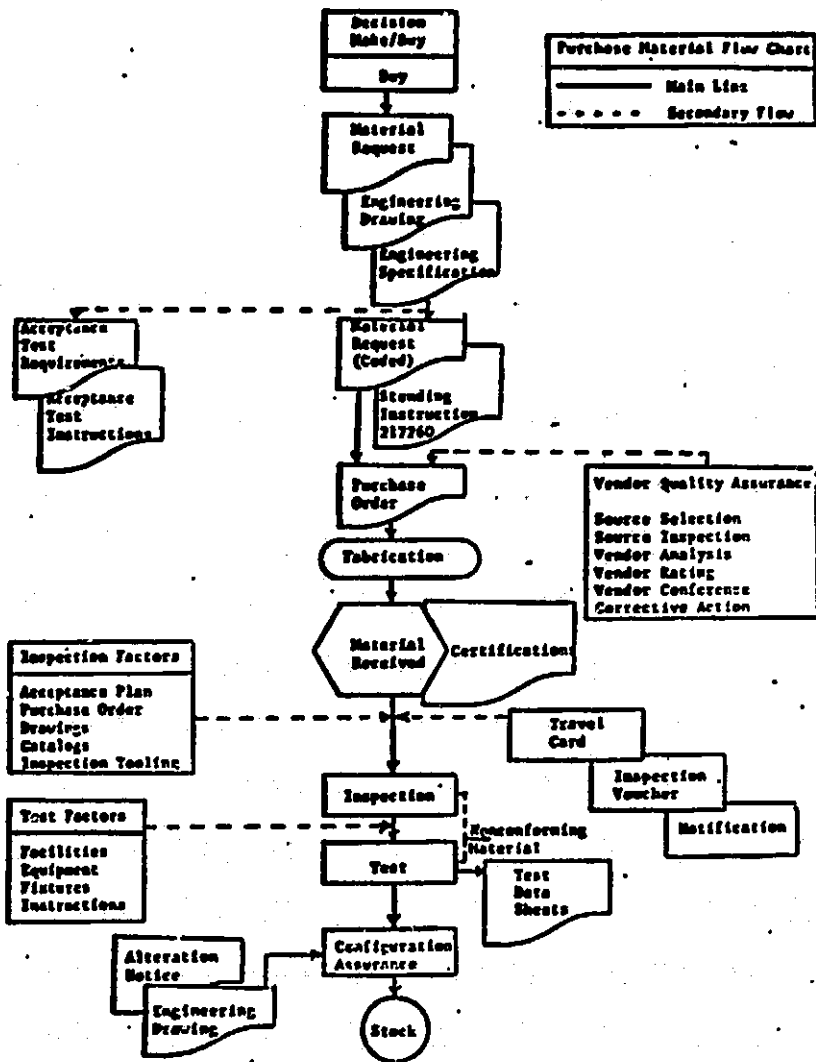 Decision
Make/Buy
Buy
Purchase Material Flow Chart
Main Line
Secondary Flow
Material
Request
Engineering
Drawing
Engineering
Specification
Acceptance
Test
Requirements
Acceptance
Test
Instructions
Material
Request
(Coded)
Standing
Instruction
217260
Purchase
Order
Vendor Quality Assurance
Source Selection
Source Inspection
Vendor Analysis
Vendor Rating
Vendor Conference
Corrective Action
Fabrication
Material
Received
Certifications
Inspection Factors
Acceptance Plan
Purchase Order
Drawings
Catalogs
Inspection Tooling
Travel
Card
Inspection
Voucher
Notification
Inspection
Test Factors
Facilities
Equipment
Fixtures
Instructions
Nonconforming
Material
Test
Test
Data
Sheets
Configuration
Assurance
Alteration
Notice
Engineering
Drawing
Stock